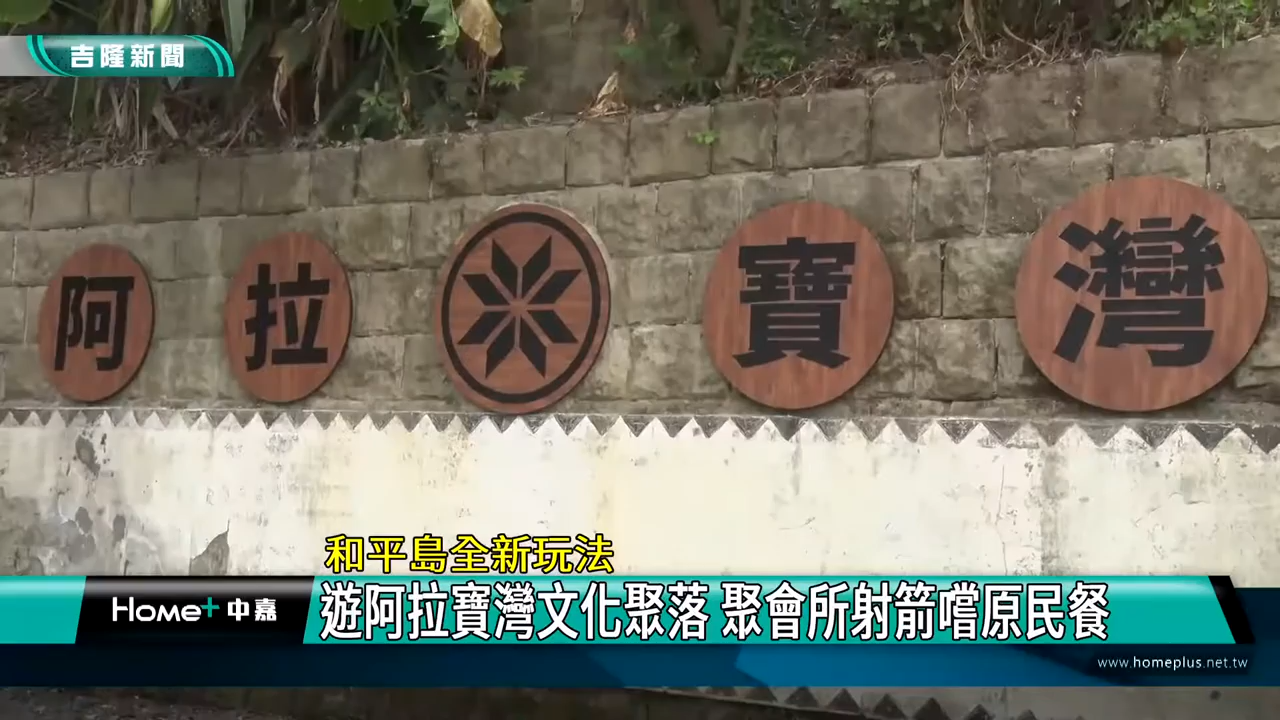 吉隆新聞
阿拉寶灣
和平島全新玩法
Home+中嘉
遊阿拉寶灣文化聚落 聚會所射箭嚐原民餐
www.homeplus.net.tw